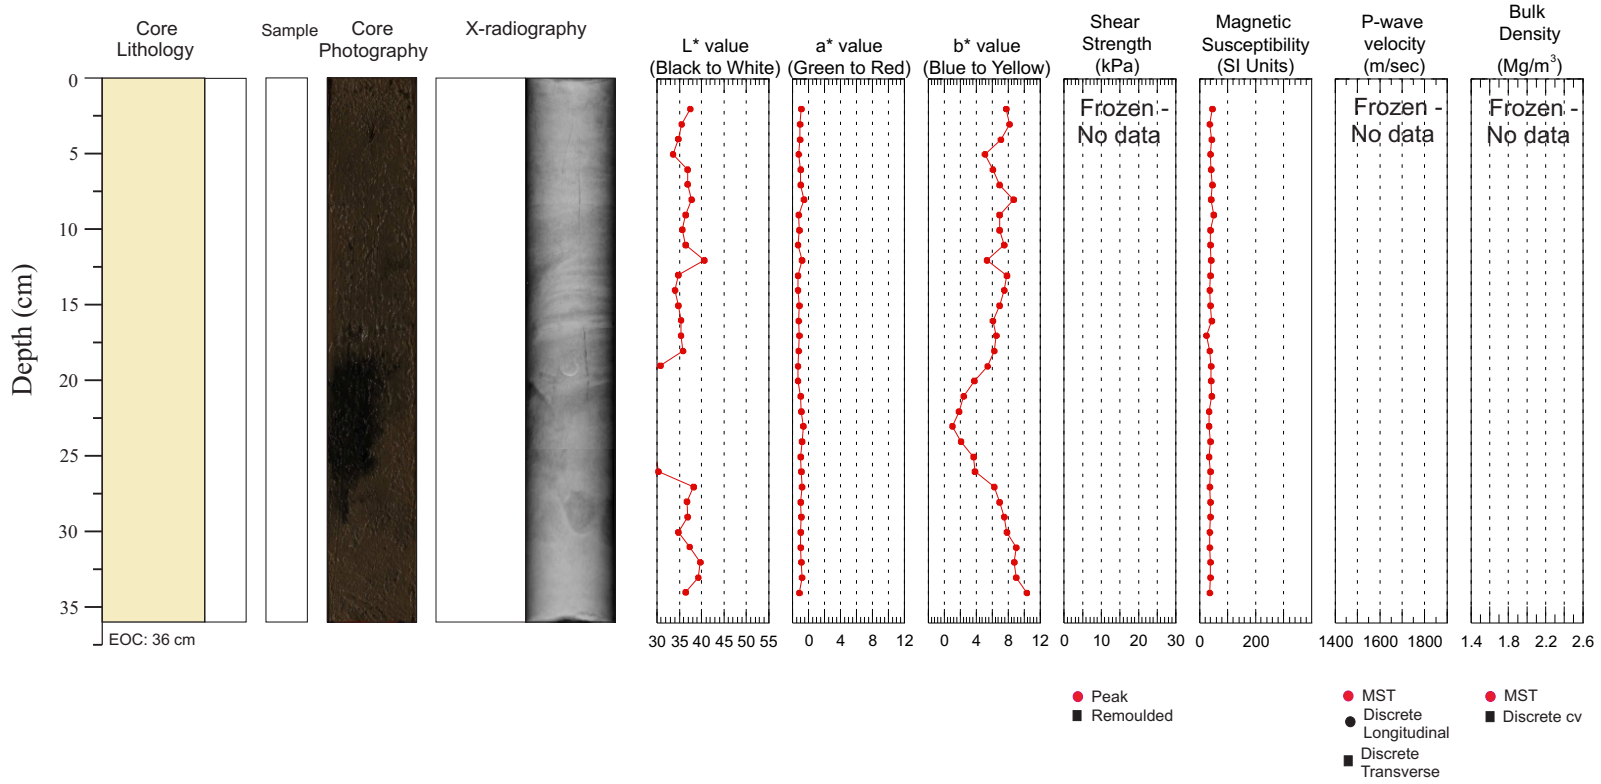 Core
Lithology
Sample
Core
Photography
X-radiography
L* value
(Black to White)
a* value
(Green to Red)
b* value
(Blue to Yellow)
Shear
Strength
(kPa)
Magnetic
Susceptibility
(SI Units)
P-wave
velocity
(m/sec)
Bulk
Density
(Mg/m³)
Depth (cm)
0
5
10
15
20
25
30
35
EOC: 36 cm
Frozen -
No data
Frozen -
No data
Frozen -
No data
30 35 40 45 50 55
0 4 8 12
0 4 8 12
0 10 20 30
0 200
1400 1600 1800
1.4 1.8 2.2 2.6
Peak
Remoulded
MST
Discrete
Longitudinal
Discrete
Transverse
MST
Discrete cv